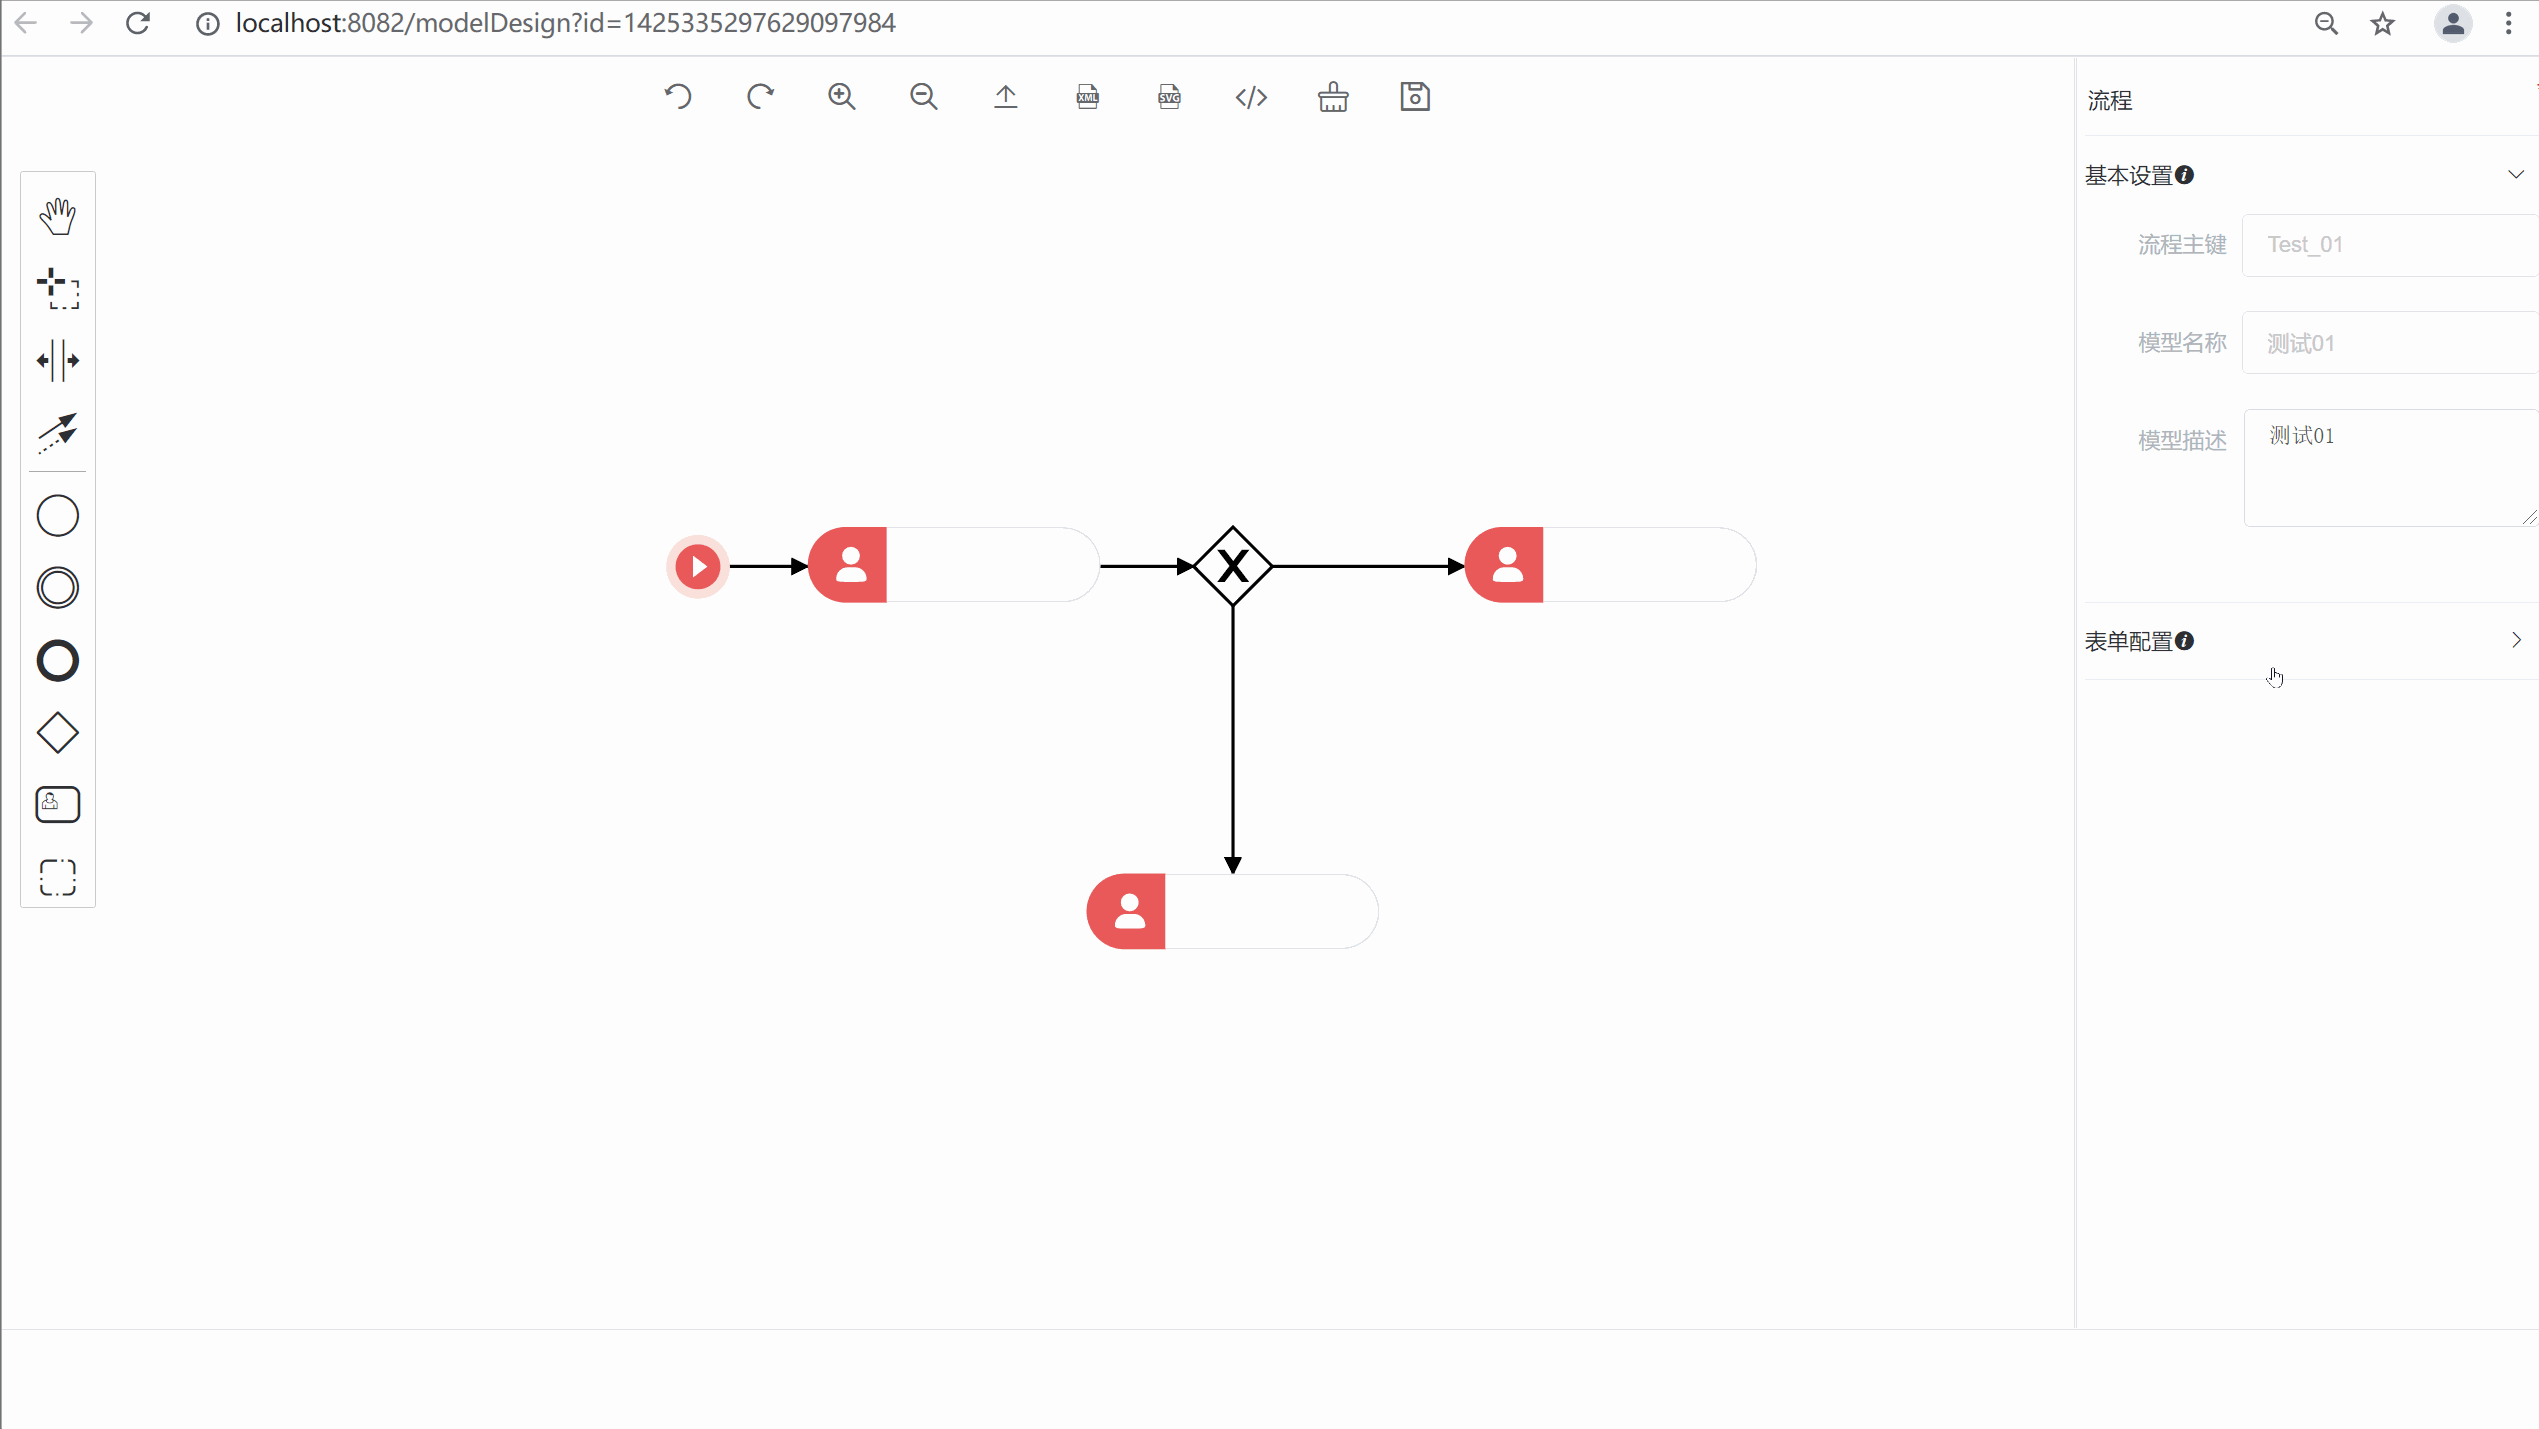 localhost:8082/modelDesign?id=1425335297629097984
XML
SVG
流程
基本设置
流程主键
Test_01
模型名称
测试01
模型描述
测试01
表单配置